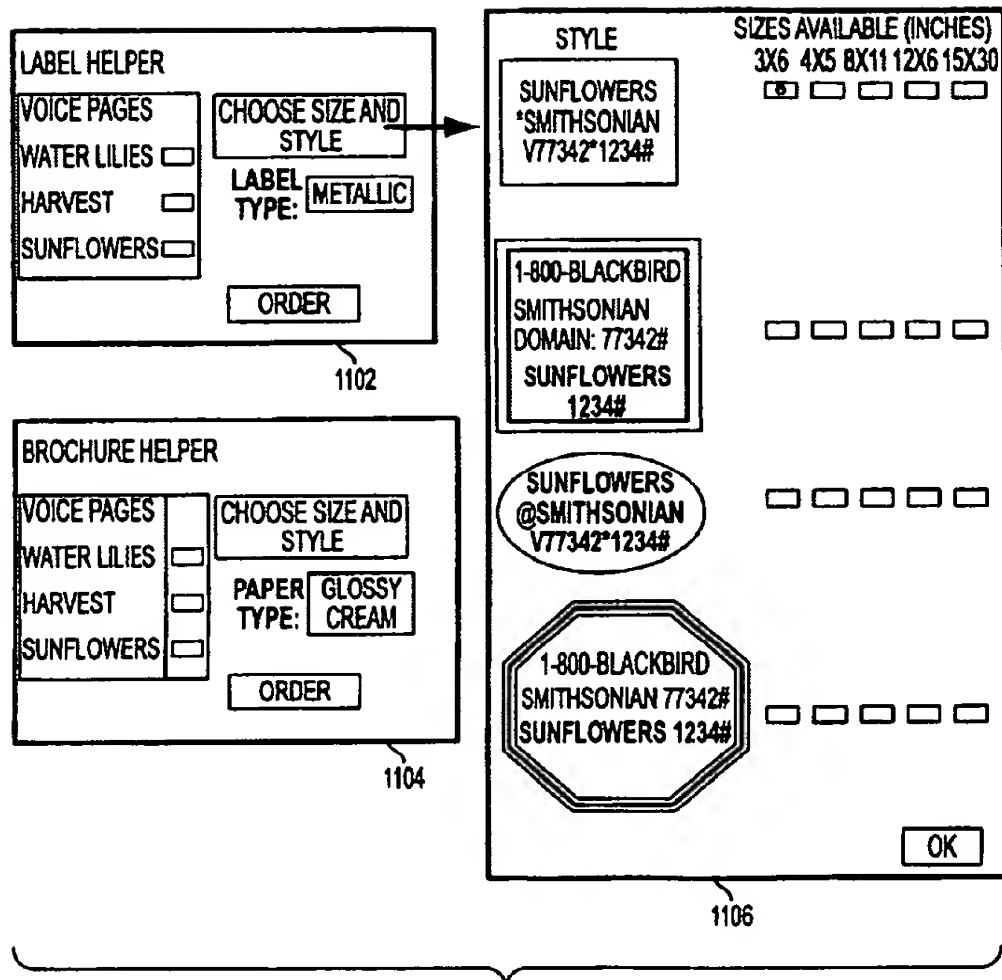 LABEL HELPER
VOICE PAGES
WATER LILIES
HARVEST
SUNFLOWERS
CHOOSE SIZE AND
STYLE
LABEL
TYPE:
METALLIC
ORDER
1102
BROCHURE HELPER
VOICE PAGES
WATER LILIES
HARVEST
SUNFLOWERS
CHOOSE SIZE AND
STYLE
PAPER
TYPE:
GLOSSY
CREAM
ORDER
1104
STYLE
SIZES AVAILABLE (INCHES)
3X6 4X5 8X11 12X6 15X30
SUNFLOWERS
*SMITHSONIAN
V77342*1234#
1-800-BLACKBIRD
SMITHSONIAN
DOMAIN: 77342#
SUNFLOWERS
1234#
SUNFLOWERS
@SMITHSONIAN
V77342*1234#
1-800-BLACKBIRD
SMITHSONIAN 77342#
SUNFLOWERS 1234#
OK
1106